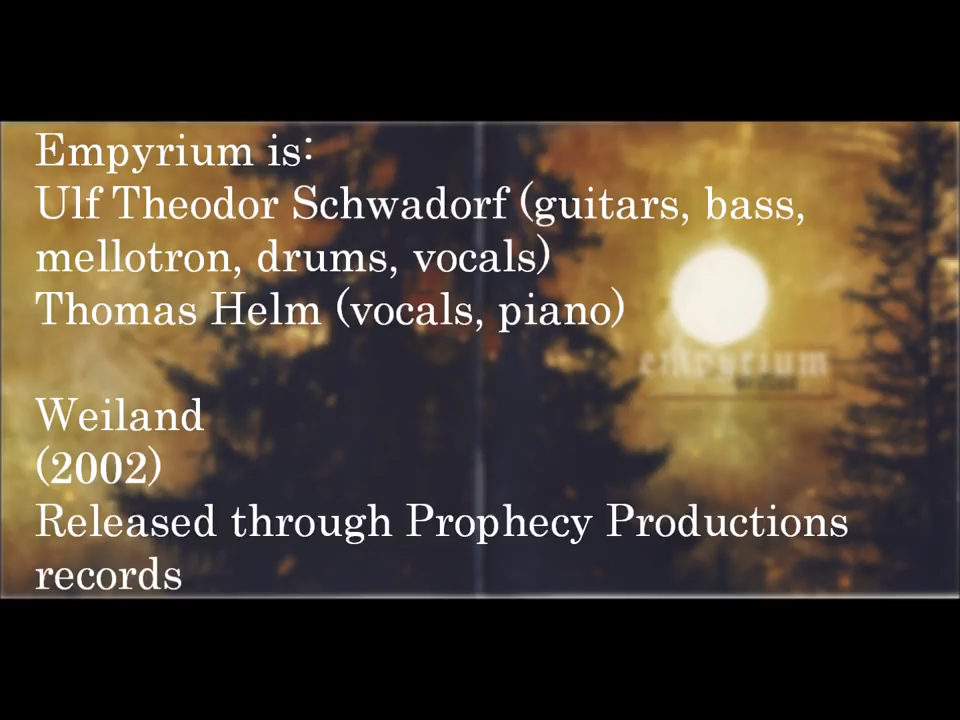 Empyrium is:
Ulf Theodor Schwadorf (guitars, bass,
mellotron, drums, vocals)
Thomas Helm (vocals, piano)
empyrium
Weiland
(2002)
Released through Prophecy Productions
records